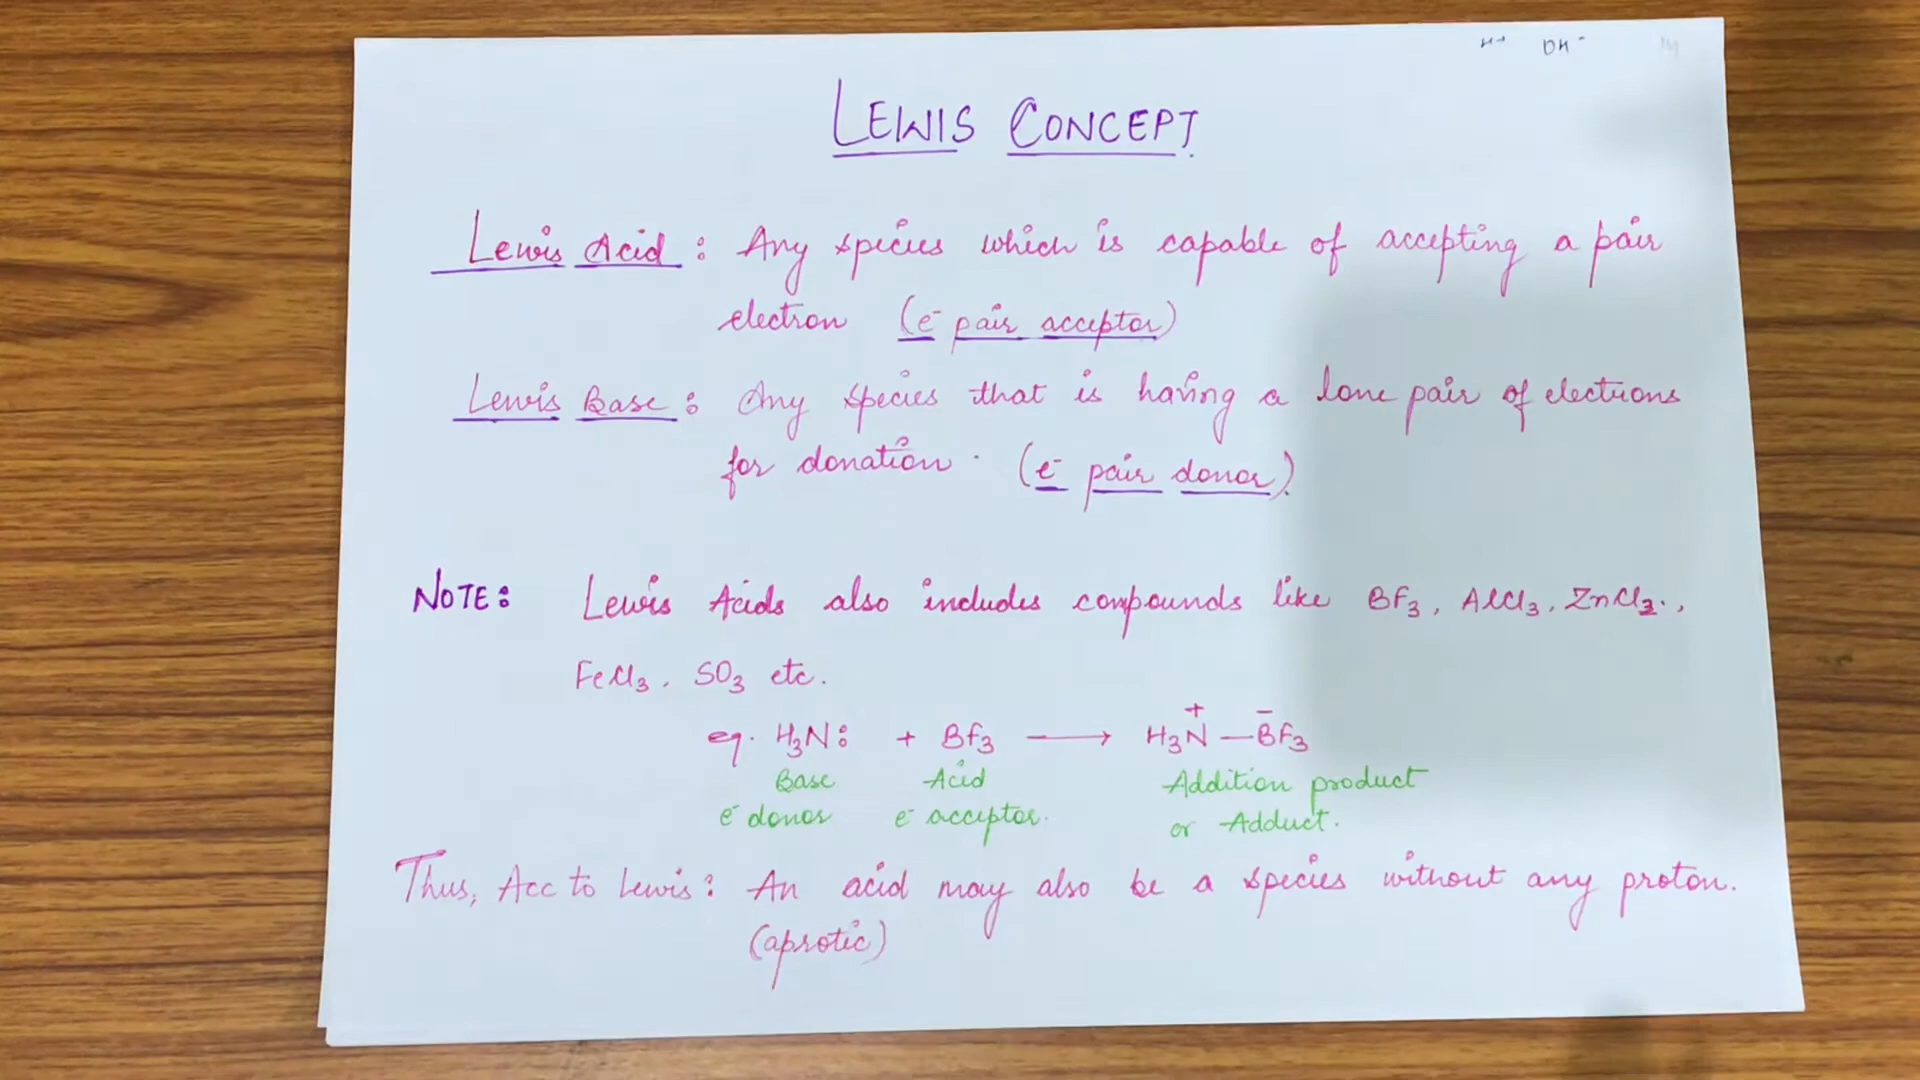 H⁺ OH⁻
LEWIS CONCEPT
Lewis Acid : Any species which is capable of accepting a pair
electron (e⁻ pair acceptor)
Lewis Base : Any species that is having a lone pair of electrons
for donation. (e⁻ pair donor)
NOTE: Lewis Acids also includes compounds like BF₃, AlCl₃, ZnCl₂.,
FeCl₃, SO₃ etc.
eg. H₃N: + BF₃ ⟶ H₃N⁺—B⁻F₃
Base Acid Addition product
e⁻ donor e⁻ acceptor. or Adduct.
Thus, Acc to Lewis: An acid may also be a species without any proton.
(aprotic)